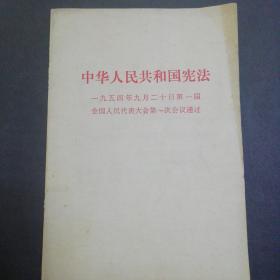 中华人民共和国宪法
一九五四年九月二十日第一届
全国人民代表大会第一次会议通过